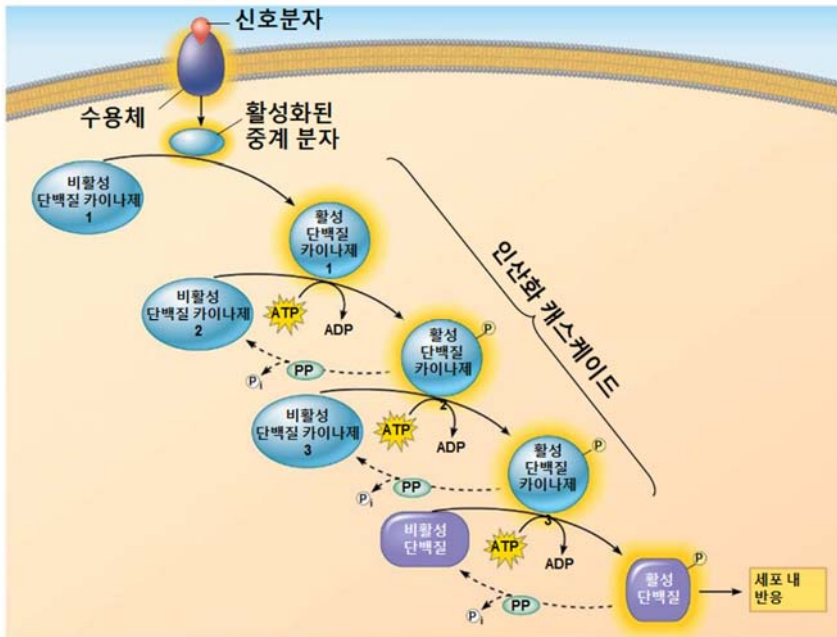 신호분자
수용체
활성화된
중계 분자
비활성
단백질 카이나제
1
활성
단백질
카이나제
1
인산화 캐스케이드
비활성
단백질 카이나제
2
ATP
ADP
활성
단백질
카이나제
2
P
PP
Pi
비활성
단백질 카이나제
3
ATP
ADP
활성
단백질
카이나제
3
P
PP
Pi
비활성
단백질
ATP
ADP
활성
단백질
P
PP
Pi
세포 내
반응